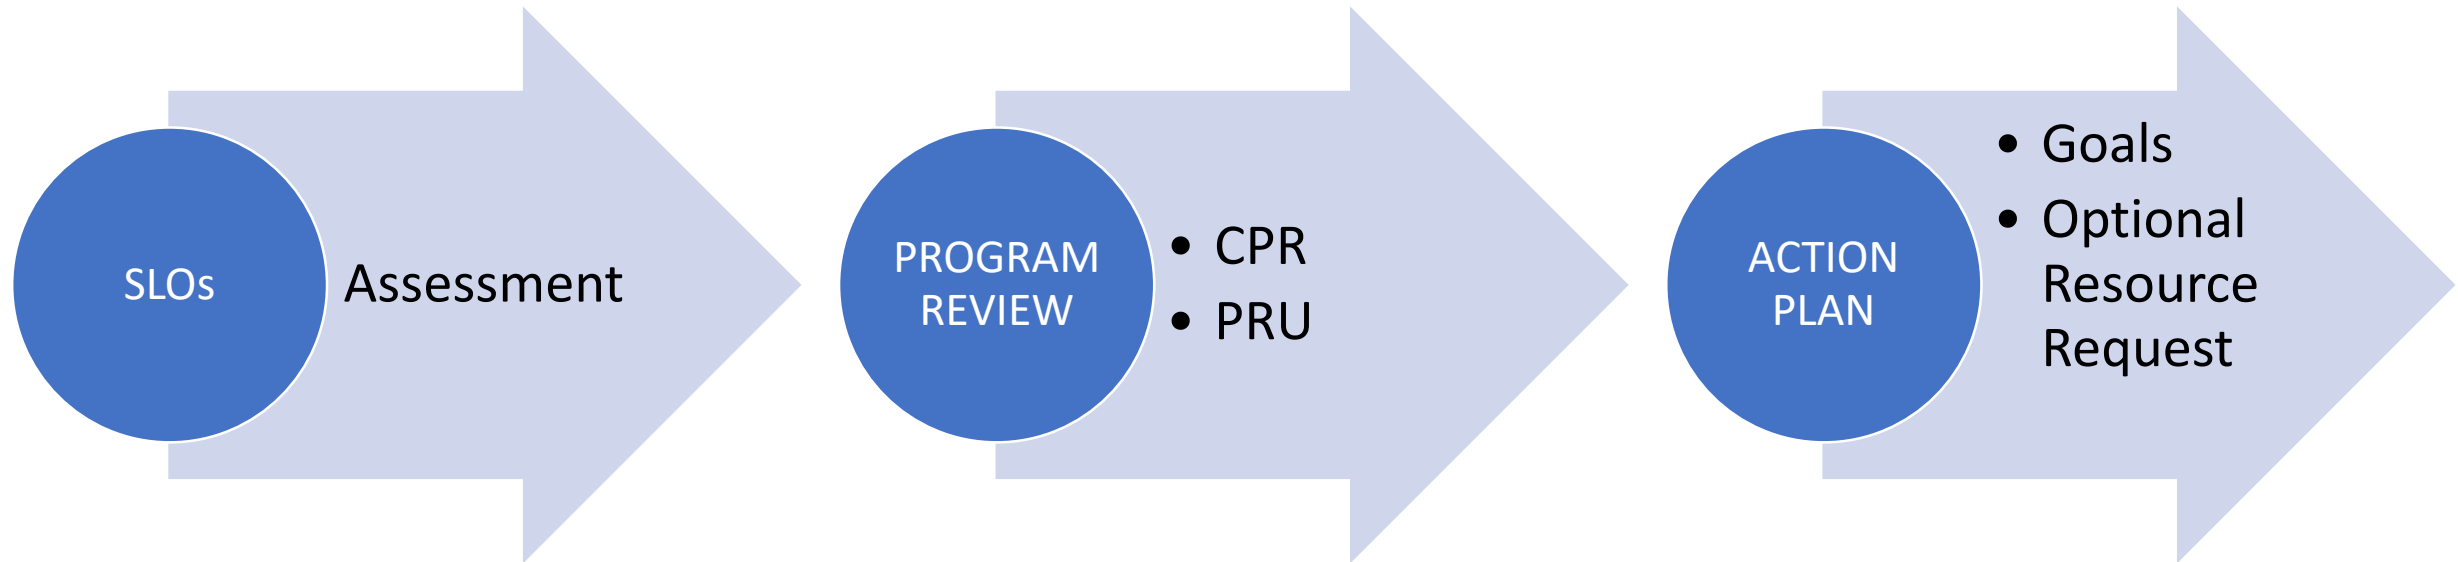 SLOs
Assessment
PROGRAM
REVIEW
• CPR
• PRU
ACTION
PLAN
• Goals
• Optional
Resource
Request